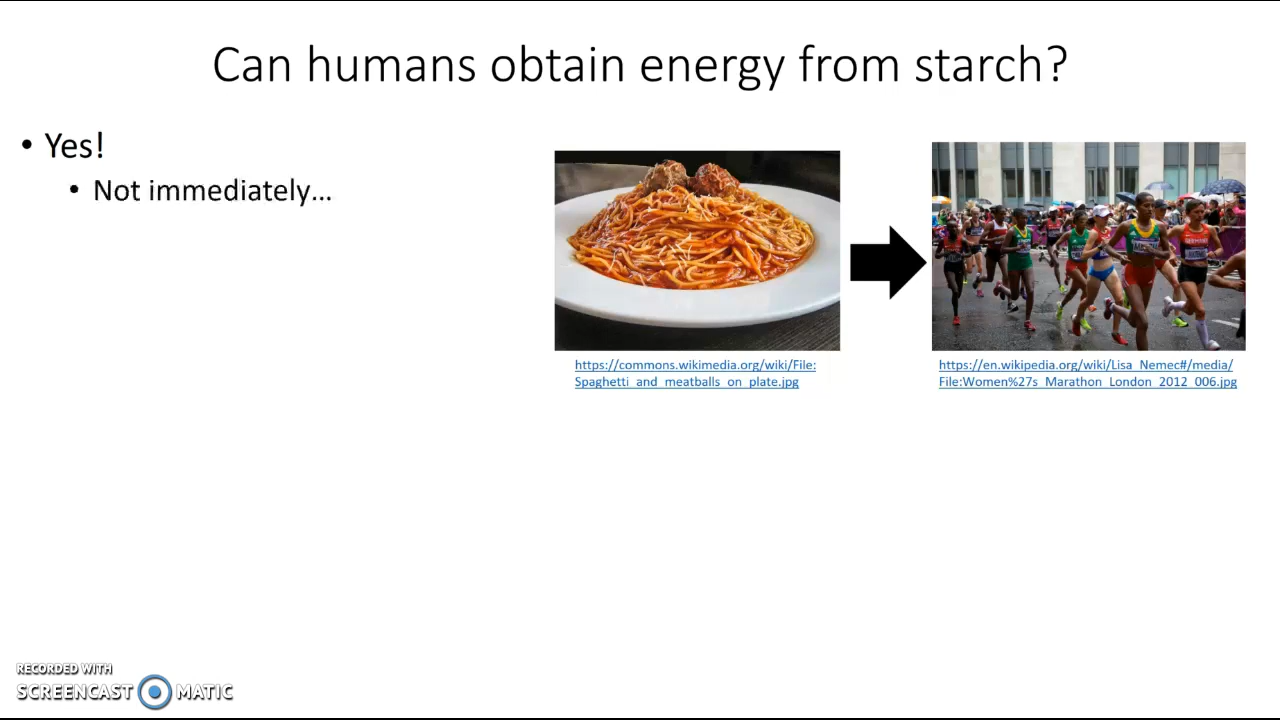 Can humans obtain energy from starch?
• Yes!
• Not immediately...
https://commons.wikimedia.org/wiki/File:
Spaghetti_and_meatballs_on_plate.jpg
https://en.wikipedia.org/wiki/Lisa_Nemec#/media/
File:Women%27s_Marathon_London_2012_006.jpg
RECORDED WITH
SCREENCAST MATIC